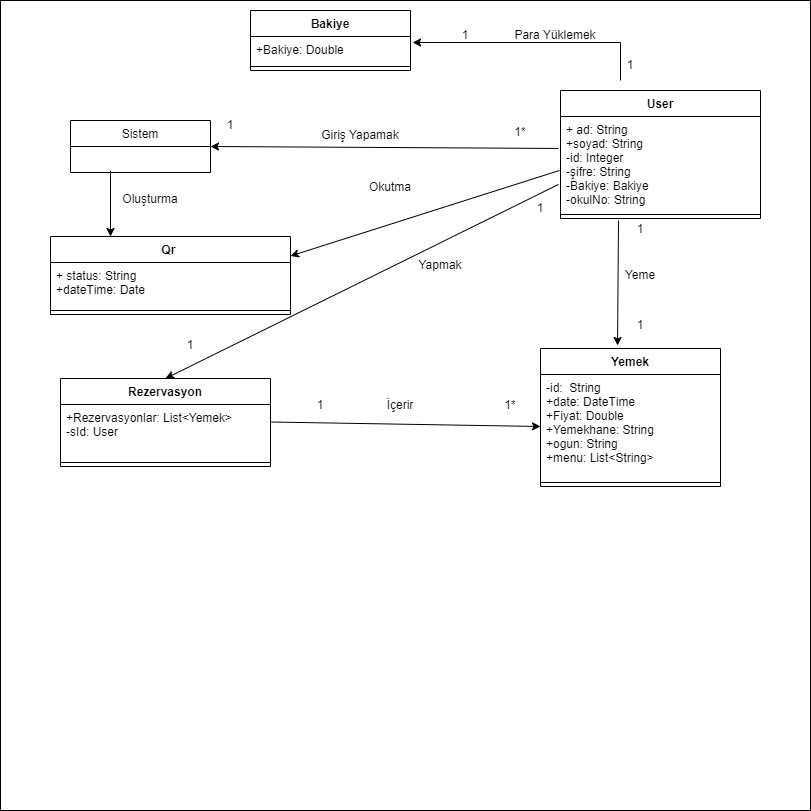 Bakiye
+Bakiye: Double
1
Para Yüklemek
1
User
+ ad: String
+soyad: String
-id: Integer
-şifre: String
-Bakiye: Bakiye
-okulNo: String
Sistem
1
Giriş Yapamak
1*
Oluşturma
Okutma
Qr
+ status: String
+dateTime: Date
1
Yapmak
1
1
Yeme
1
Rezervasyon
+Rezervasyonlar: List<Yemek>
-sId: User
1
İçerir
1*
Yemek
-id: String
+date: DateTime
+Fiyat: Double
+Yemekhane: String
+ogun: String
+menu: List<String>